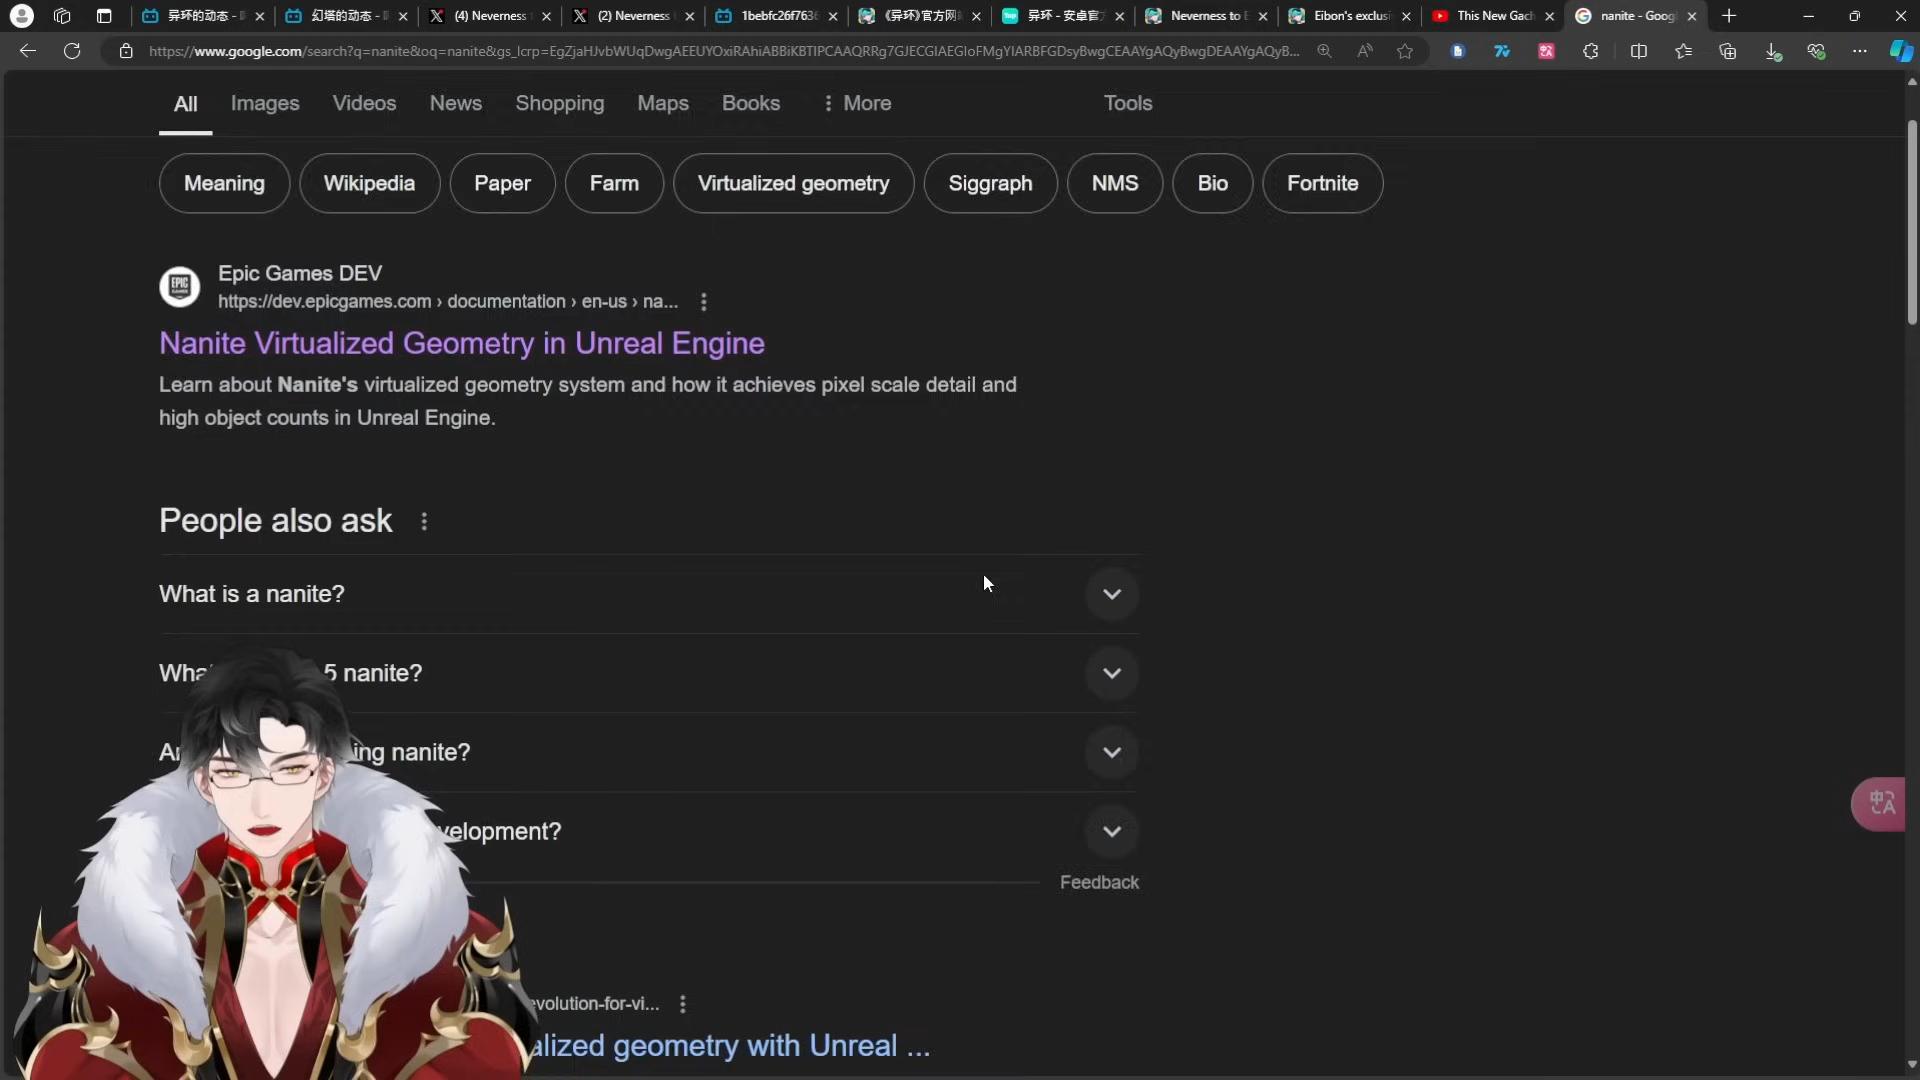 异环的动态 -
幻塔的动态 -
(4) Neverness
(2) Neverness
1bebfc26f763
《异环》官方网
异环 - 安卓官
Neverness to E
Eibon's exclusi
This New Gach
nanite - Goog
https://www.google.com/search?q=nanite&oq=nanite&gs_lcrp=EgZjaHJvbWUqDwgAEEUYOxiRAhiABBiKBTIPCAAQRRg7GJECGIAEGIoFMgYIARBFGDsyBwgCEAAYgAQyBwgDEAAYgAQyB...
All
Images
Videos
News
Shopping
Maps
Books
More
Tools
Meaning
Wikipedia
Paper
Farm
Virtualized geometry
Siggraph
NMS
Bio
Fortnite
EPIC GAMES
Epic Games DEV
https://dev.epicgames.com › documentation › en-us › na...
Nanite Virtualized Geometry in Unreal Engine
Learn about Nanite's virtualized geometry system and how it achieves pixel scale detail and
high object counts in Unreal Engine.
People also ask
What is a nanite?
5 nanite?
ing nanite?
velopment?
Feedback
evolution-for-vi...
alized geometry with Unreal ...